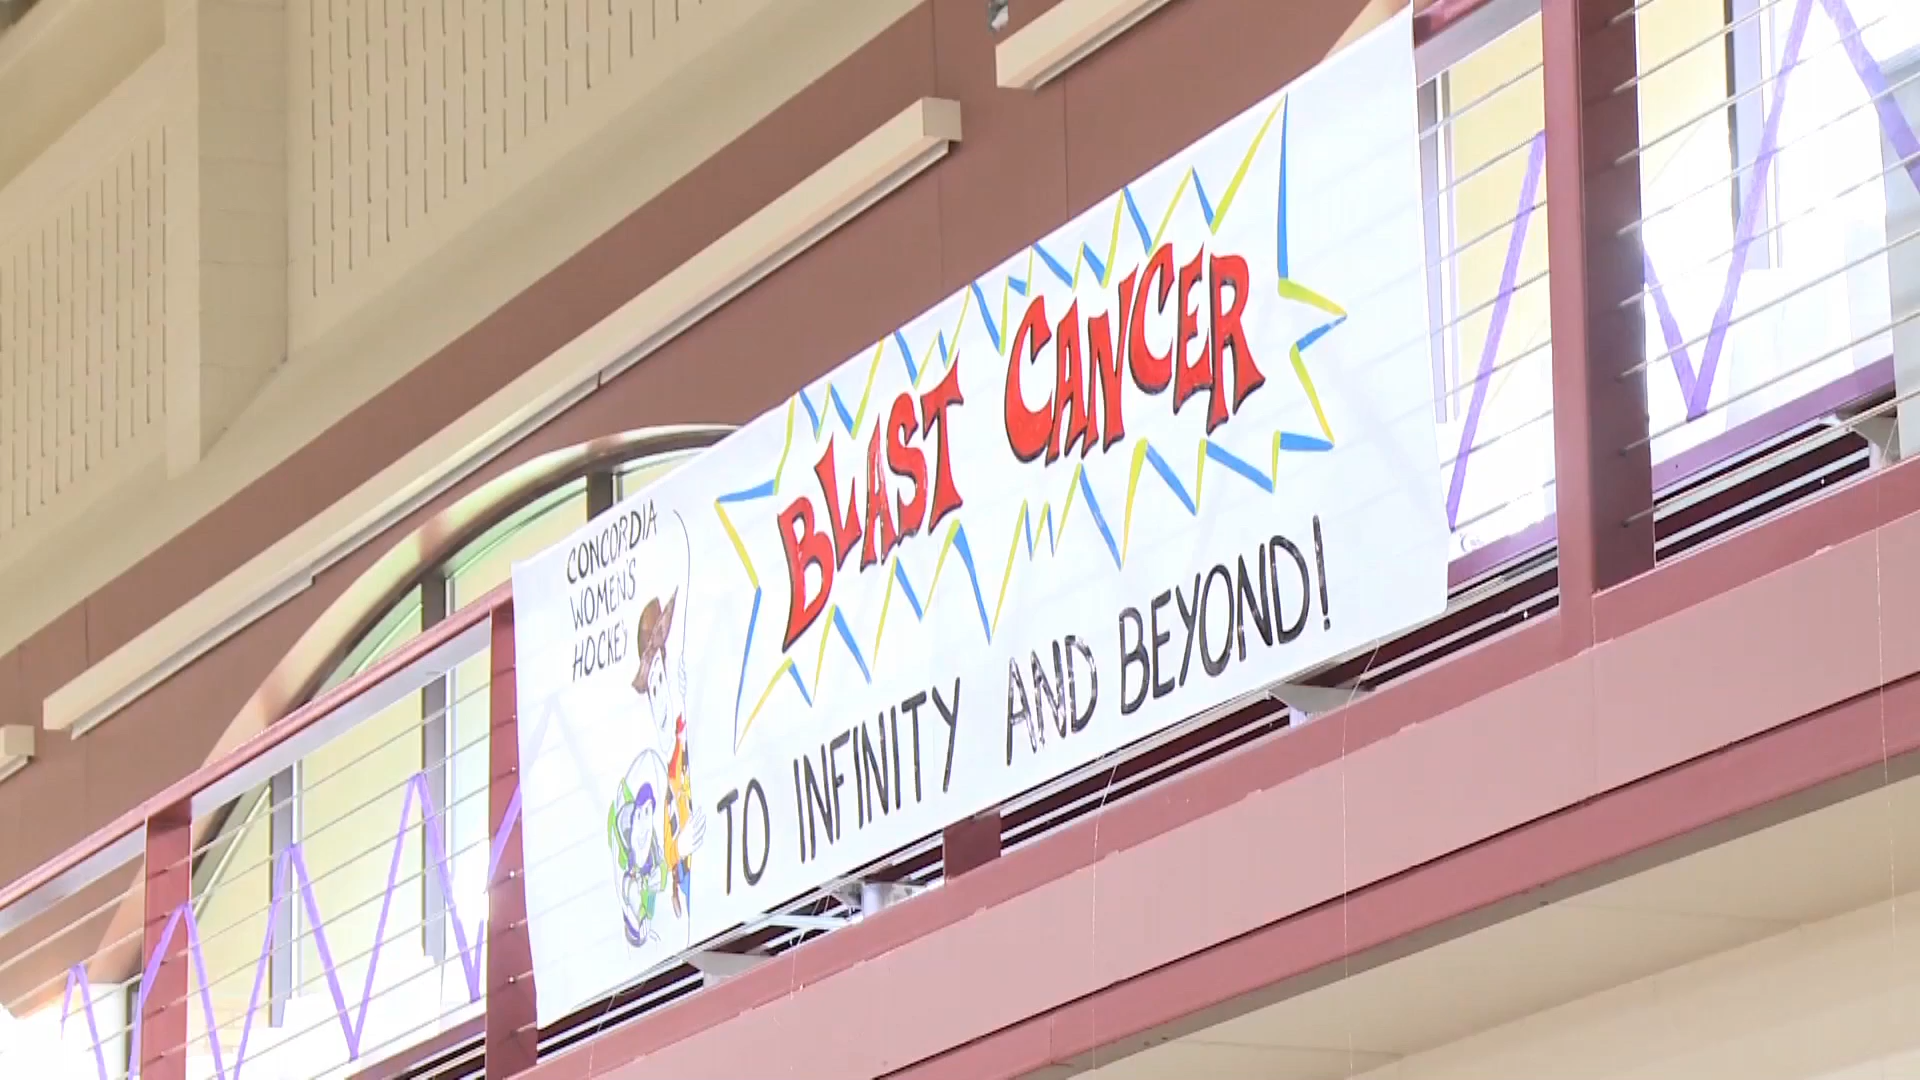 CONCORDIA
WOMEN'S
HOCKEY
BLAST CANCER
TO INFINITY AND BEYOND!